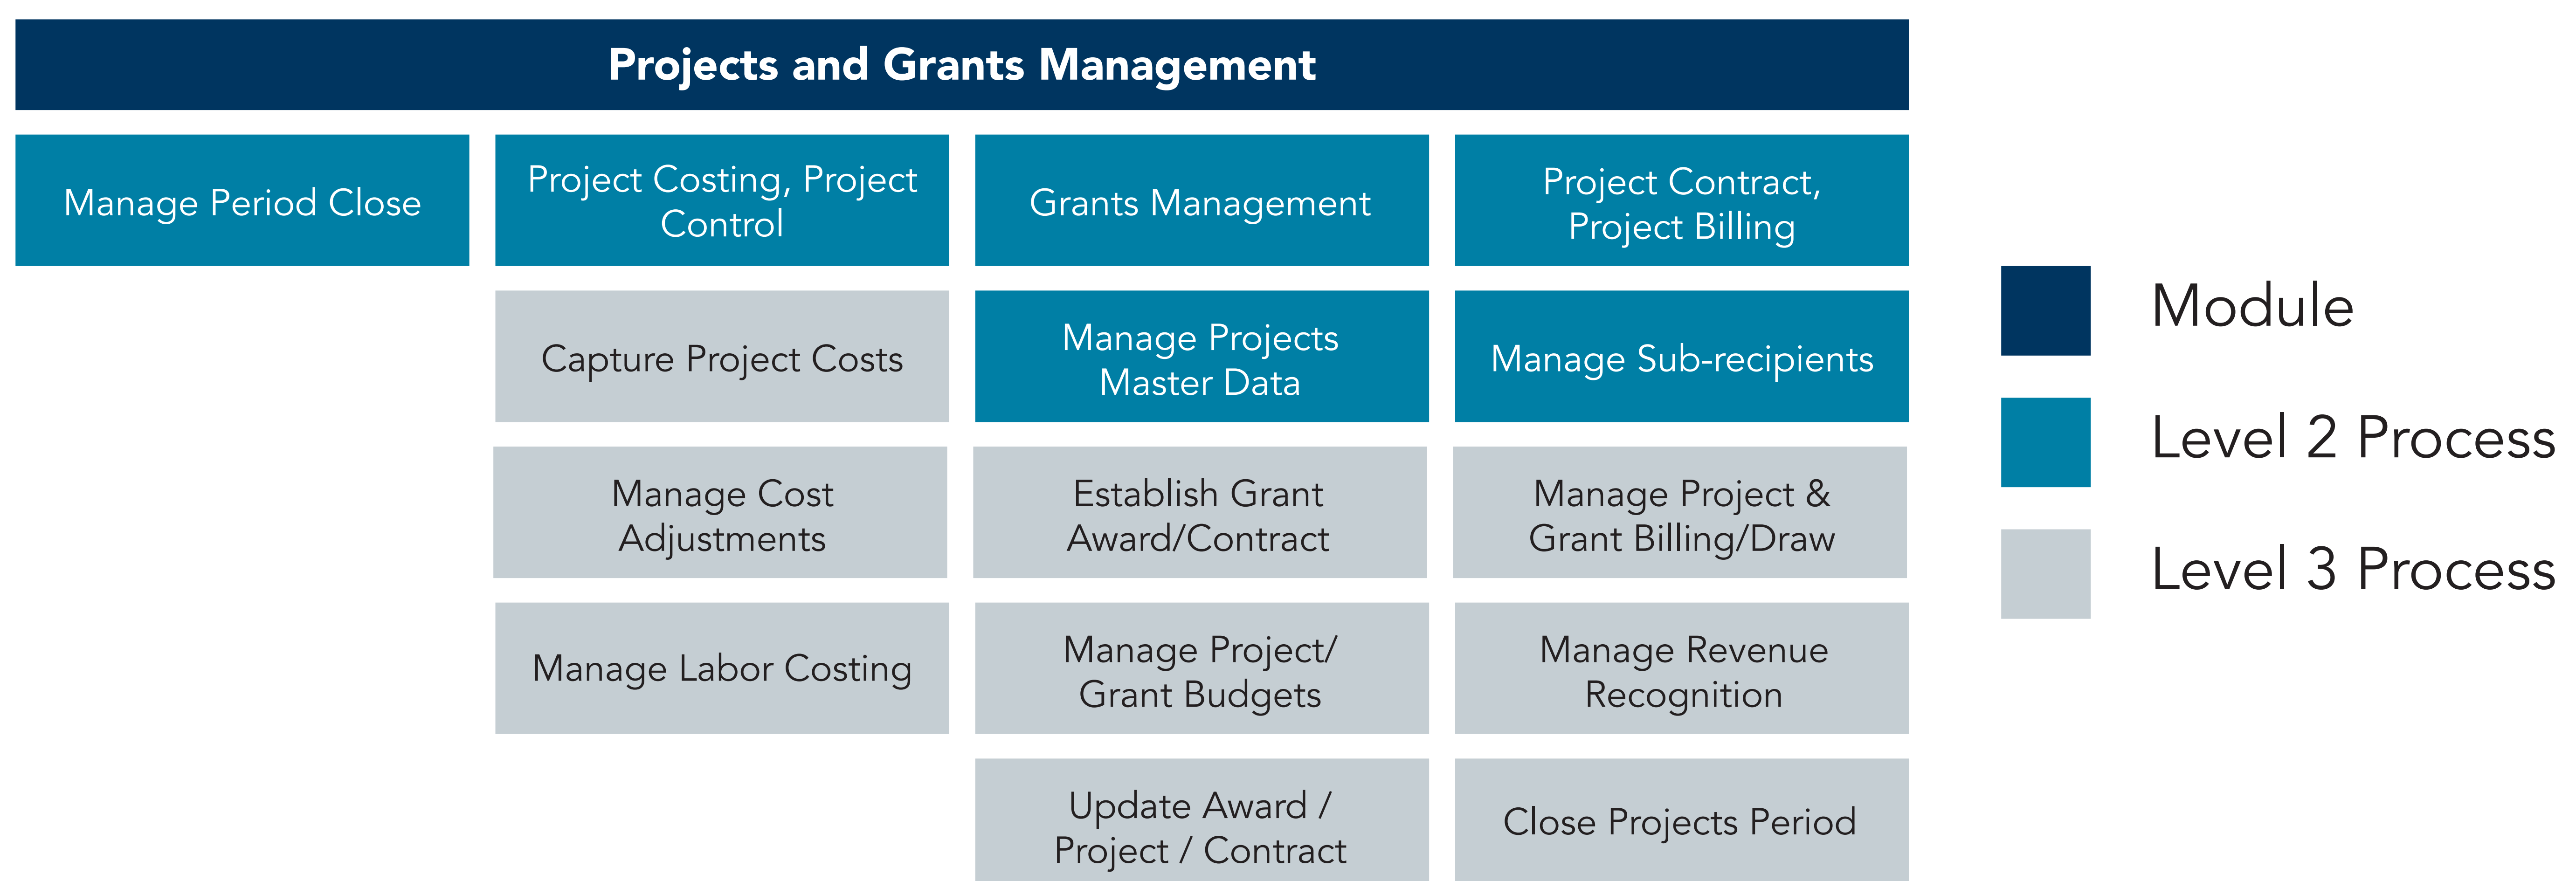 Projects and Grants Management
Manage Period Close
Project Costing, Project
Control
Grants Management
Project Contract,
Project Billing
Capture Project Costs
Manage Projects
Master Data
Manage Sub-recipients
Manage Cost
Adjustments
Establish Grant
Award/Contract
Manage Project &
Grant Billing/Draw
Manage Labor Costing
Manage Project/
Grant Budgets
Manage Revenue
Recognition
Update Award /
Project / Contract
Close Projects Period
Module
Level 2 Process
Level 3 Process